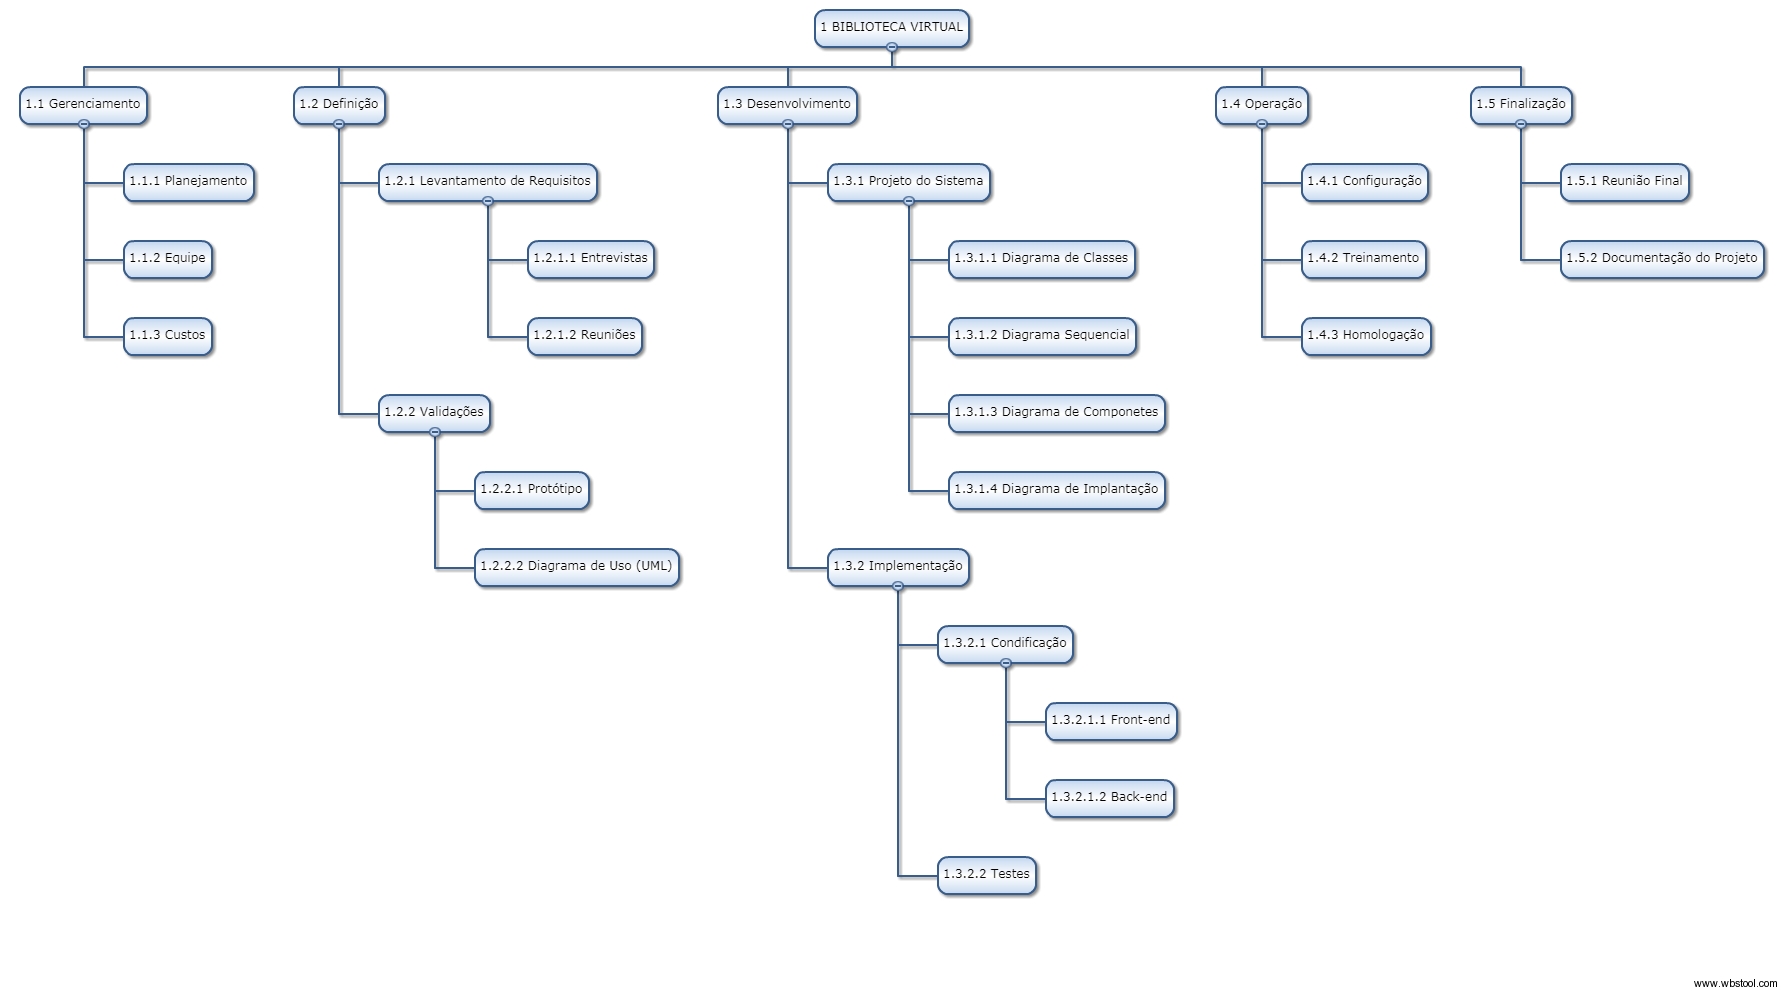 1 BIBLIOTECA VIRTUAL
1.1 Gerenciamento
1.1.1 Planejamento
1.1.2 Equipe
1.1.3 Custos
1.2 Definição
1.2.1 Levantamento de Requisitos
1.2.1.1 Entrevistas
1.2.1.2 Reuniões
1.2.2 Validações
1.2.2.1 Protótipo
1.2.2.2 Diagrama de Uso (UML)
1.3 Desenvolvimento
1.3.1 Projeto do Sistema
1.3.1.1 Diagrama de Classes
1.3.1.2 Diagrama Sequencial
1.3.1.3 Diagrama de Componetes
1.3.1.4 Diagrama de Implantação
1.3.2 Implementação
1.3.2.1 Condificação
1.3.2.1.1 Front-end
1.3.2.1.2 Back-end
1.3.2.2 Testes
1.4 Operação
1.4.1 Configuração
1.4.2 Treinamento
1.4.3 Homologação
1.5 Finalização
1.5.1 Reunião Final
1.5.2 Documentação do Projeto
www.wbstool.com